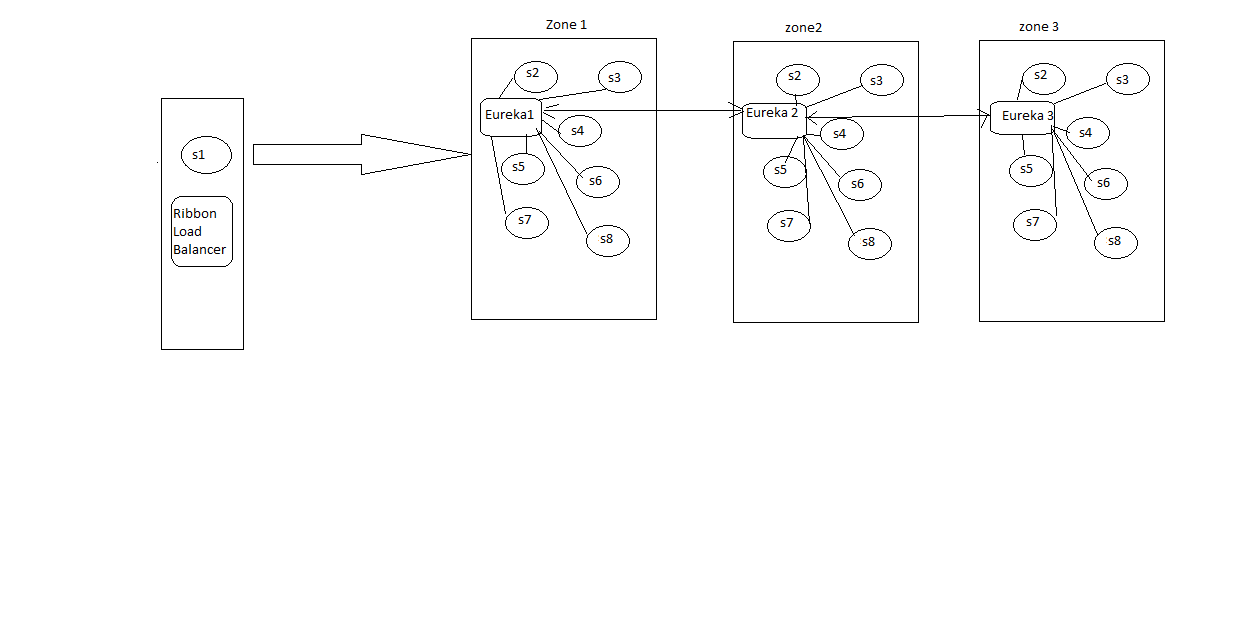 s1
Ribbon
Load
Balancer
Zone 1
s2
s3
Eureka1
s4
s5
s6
s7
s8
zone2
s2
s3
Eureka 2
s4
s5
s6
s7
s8
zone 3
s2
s3
Eureka 3
s4
s5
s6
s7
s8